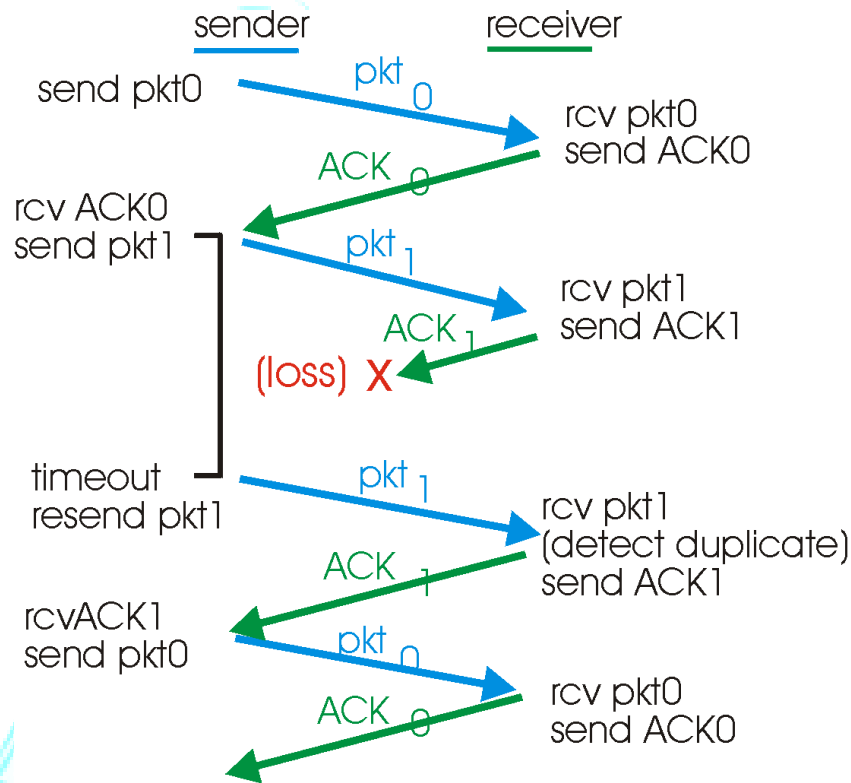 sender
receiver
send pkt0
pkt 0
rcv pkt0
send ACK0
ACK 0
rcv ACK0
send pkt1
pkt 1
rcv pkt1
send ACK1
ACK 1
(loss) X
timeout
resend pkt1
pkt 1
rcv pkt1
(detect duplicate)
send ACK1
ACK 1
rcvACK1
send pkt0
pkt 0
rcv pkt0
send ACK0
ACK 0